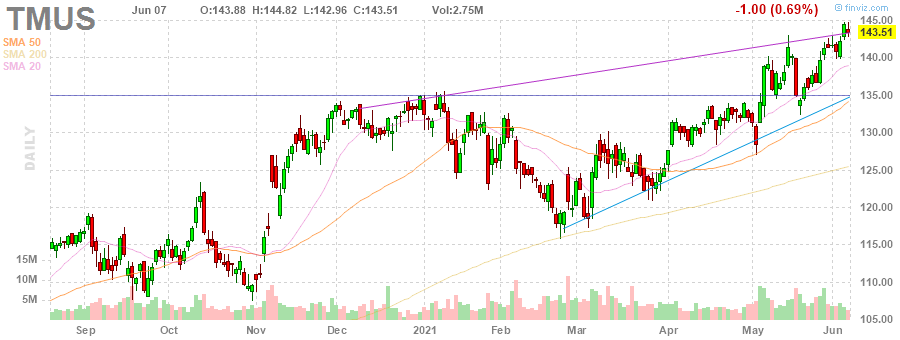 TMUS Jun 07 O:143.88 H:144.82 L:142.96 C:143.51 Vol:2.75M -1.00 (0.69%) © finviz.com
SMA 50
SMA 200
SMA 20
DAILY
145.00
143.51
140.00
135.00
130.00
125.00
120.00
115.00
110.00
105.00
15M
10M
5M
Sep Oct Nov Dec 2021 Feb Mar Apr May Jun